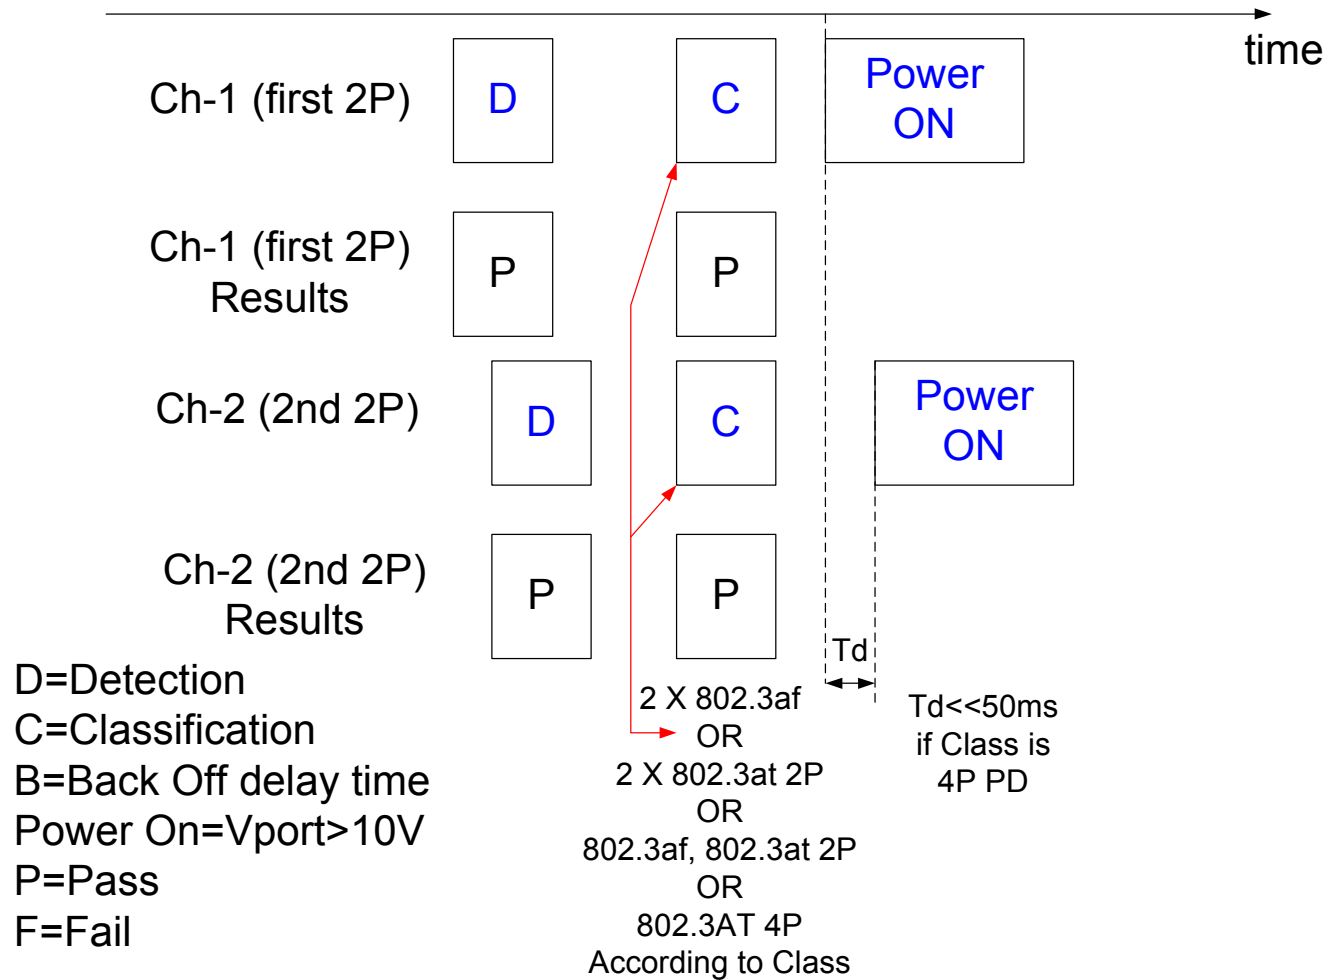 time
Ch-1 (first 2P)
D
C
Power
ON
Ch-1 (first 2P)
Results
P
P
Ch-2 (2nd 2P)
D
C
Power
ON
Ch-2 (2nd 2P)
Results
P
P
Td
D=Detection
C=Classification
B=Back Off delay time
Power On=Vport>10V
P=Pass
F=Fail
2 X 802.3af
OR
2 X 802.3at 2P
OR
802.3af, 802.3at 2P
OR
802.3AT 4P
According to Class
Td<<50ms
if Class is
4P PD